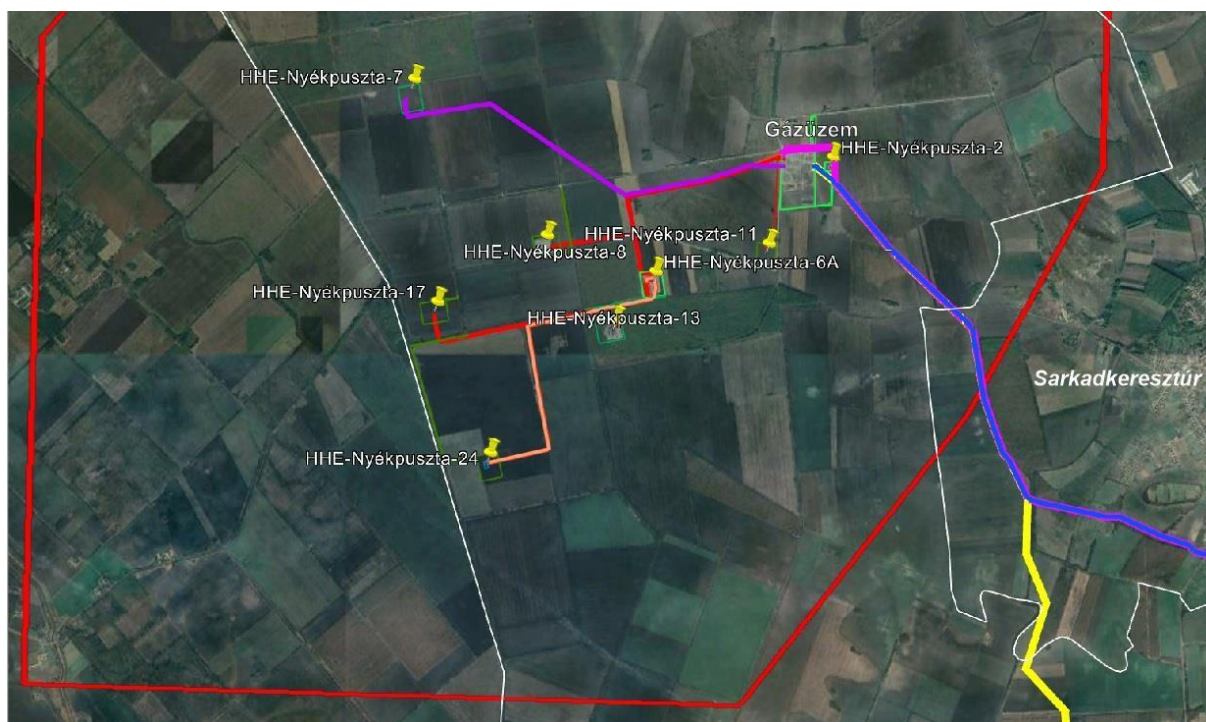 HHE-Nyékpuszta-7
Gázüzem
HHE-Nyékpuszta-2
HHE-Nyékpuszta-11
HHE-Nyékpuszta-8
HHE-Nyékpuszta-6A
HHE-Nyékpuszta-17
HHE-Nyékpuszta-13
Sarkadkeresztúr
HHE-Nyékpuszta-24